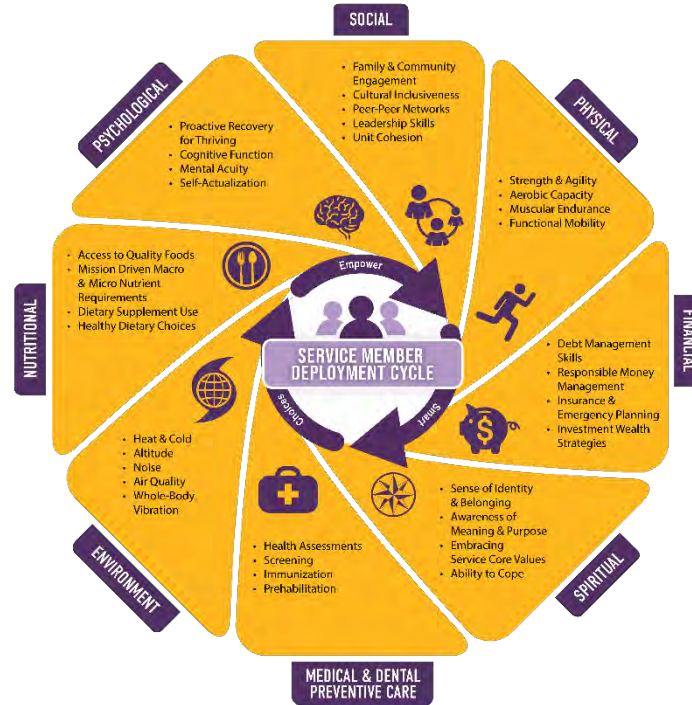 SOCIAL
• Family & Community
Engagement
• Cultural Inclusiveness
• Peer-Peer Networks
• Leadership Skills
• Unit Cohesion
PHYSICAL
• Strength & Agility
• Aerobic Capacity
• Muscular Endurance
• Functional Mobility
FINANCIAL
• Debt Management
Skills
• Responsible Money
Management
• Insurance &
Emergency Planning
• Investment Wealth
Strategies
SPIRITUAL
• Sense of Identity
& Belonging
• Awareness of
Meaning & Purpose
• Embracing
Service Core Values
• Ability to Cope
MEDICAL & DENTAL
PREVENTIVE CARE
• Health Assessments
• Screening
• Immunization
• Prehabilitation
ENVIRONMENT
• Heat & Cold
• Altitude
• Noise
• Air Quality
• Whole-Body
Vibration
NUTRITIONAL
• Access to Quality Foods
• Mission Driven Macro
& Micro Nutrient
Requirements
• Dietary Supplement Use
• Healthy Dietary Choices
PSYCHOLOGICAL
• Proactive Recovery
for Thriving
• Cognitive Function
• Mental Acuity
• Self-Actualization
Empower
Smart
Choices
SERVICE MEMBER
DEPLOYMENT CYCLE
$